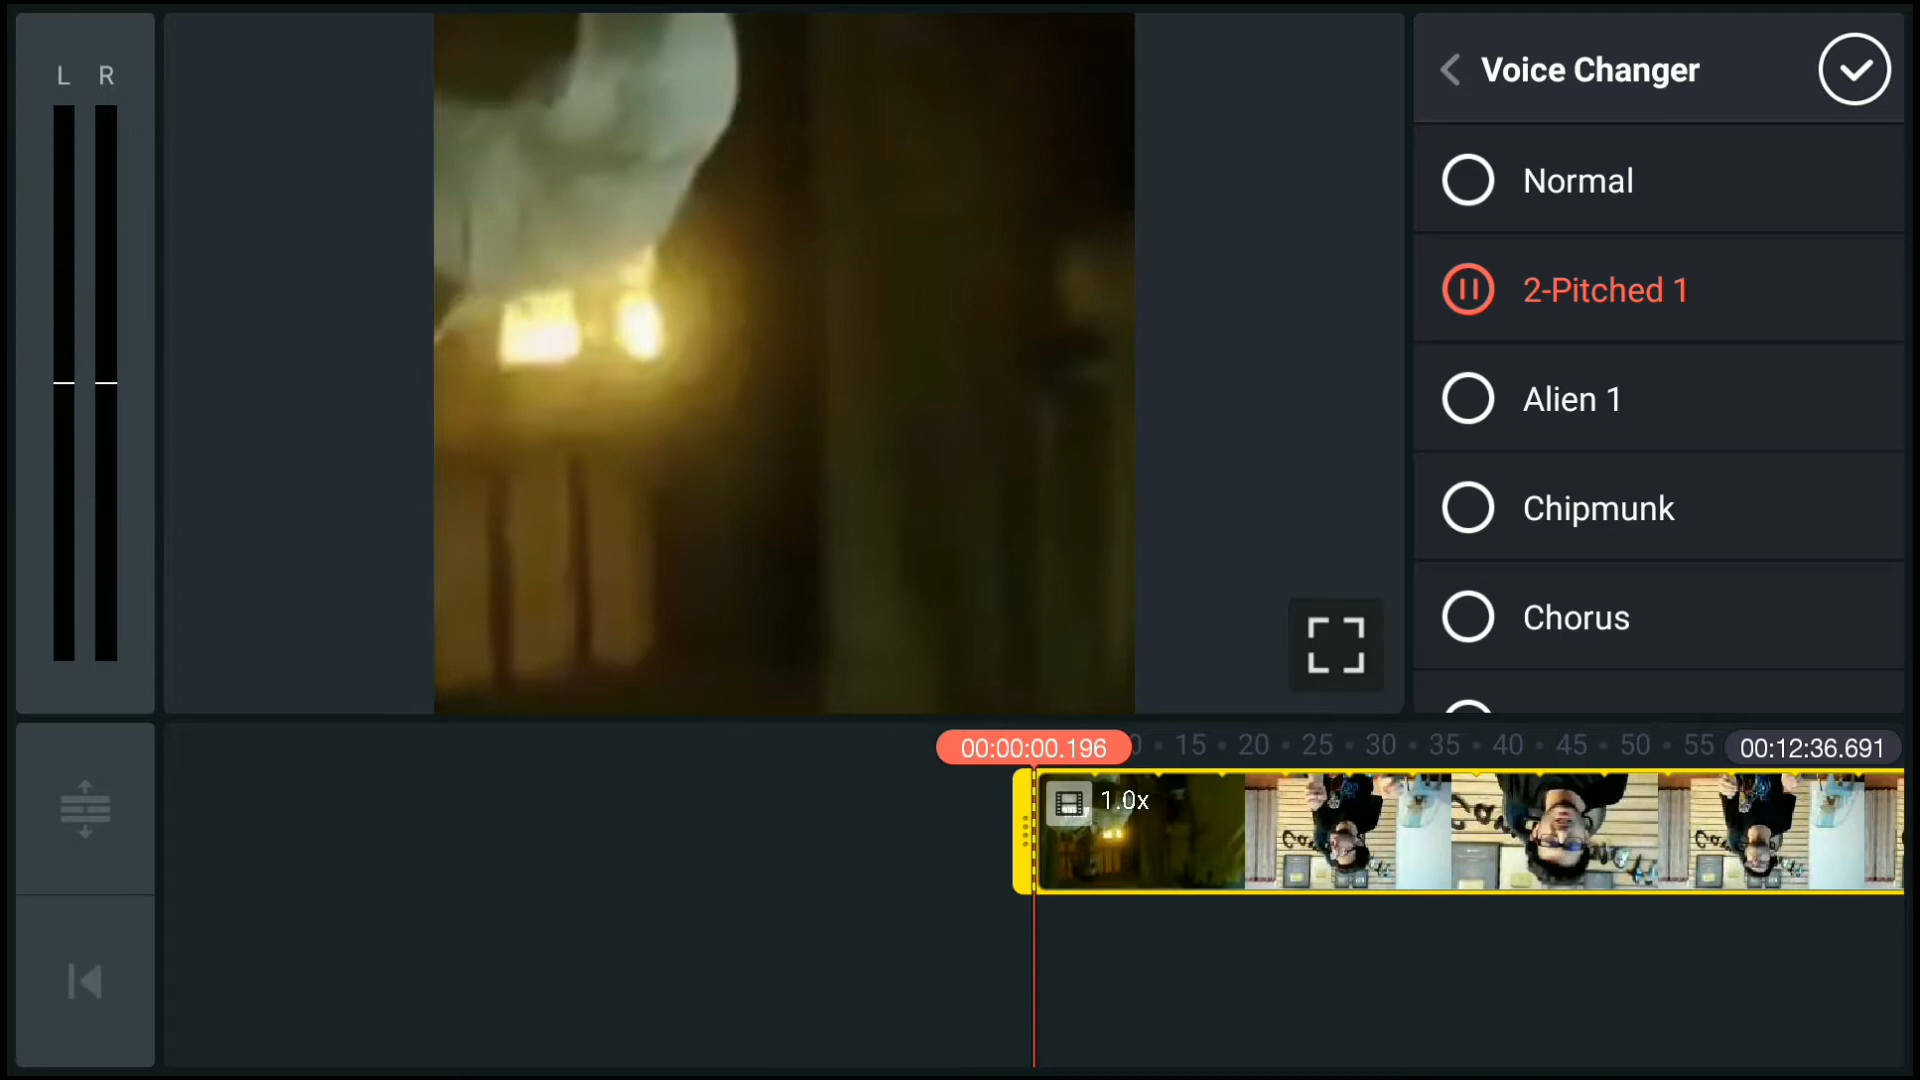 L R
Voice Changer
Normal
2-Pitched 1
Alien 1
Chipmunk
Chorus
00:00:00.196
0 15 20 25 30 35 40 45 50 55
00:12:36.691
1.0x